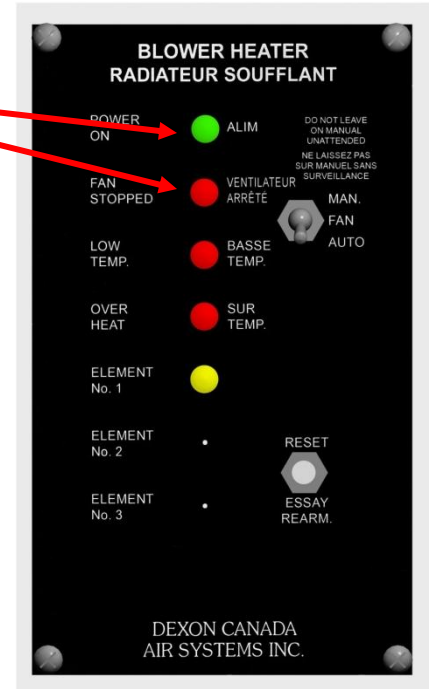 BLOWER HEATER
RADIATEUR SOUFFLANT
POWER
ON
ALIM
DO NOT LEAVE
ON MANUAL
UNATTENDED
NE LAISSEZ PAS
SUR MANUEL SANS
SURVEILLANCE
FAN
STOPPED
VENTILATEUR
ARRÊTÉ
MAN.
FAN
AUTO
LOW
TEMP.
BASSE
TEMP.
OVER
HEAT
SUR
TEMP.
ELEMENT
No. 1
ELEMENT
No. 2
RESET
ELEMENT
No. 3
ESSAY
REARM.
DEXON CANADA
AIR SYSTEMS INC.